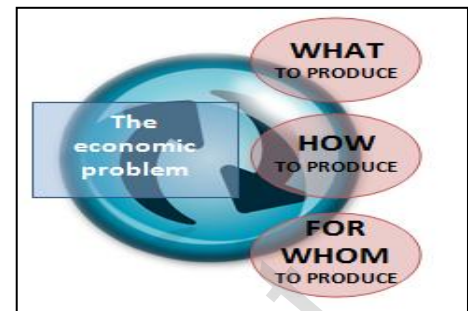 WHAT
TO PRODUCE
The
economic
problem
HOW
TO PRODUCE
FOR
WHOM
TO PRODUCE